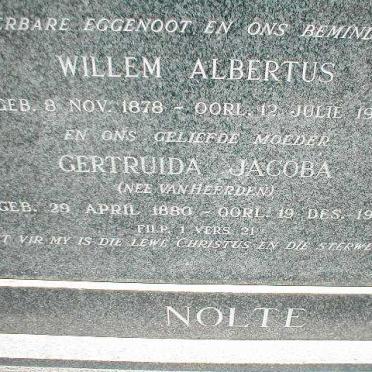 ERBARE EGGENOOT EN ONS BEMIND
WILLEM ALBERTUS
GEB. 8 NOV. 1878 - OORL. 12. JULIE 19
EN ONS GELIEFDE MOEDER
GERTRUIDA JACOBA
(NEE VAN HEERDEN)
GEB. 29 APRIL 1880 - OORL. 19 DES. 19
FILP. 1 VERS. 21
T VIR MY IS DIE LEWE CHRISTUS EN DIE STERWE
NOLTE